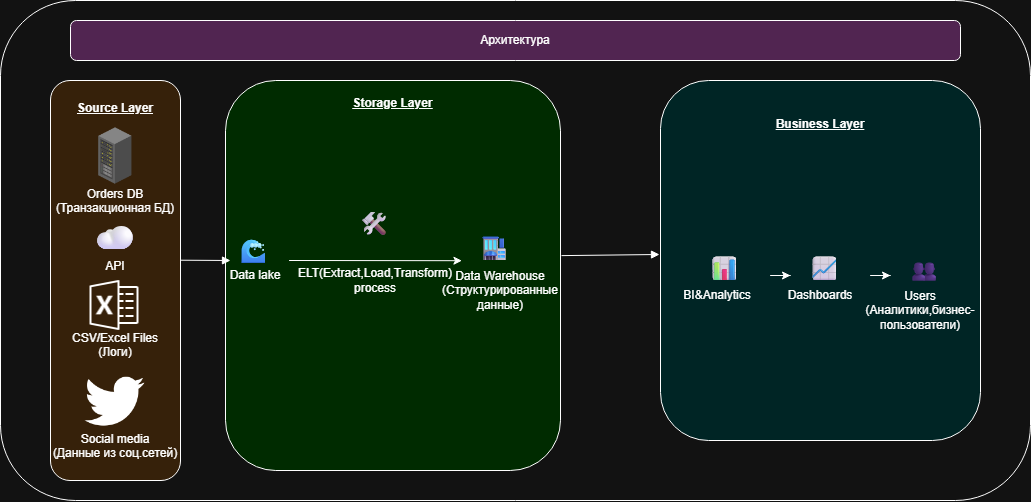 Архитектура
Source Layer
Orders DB
(Транзакционная БД)
API
X
CSV/Excel Files
(Логи)
Social media
(Данные из соц.сетей)
Storage Layer
Data lake
ELT(Extract,Load,Transform)
process
Data Warehouse
(Структурированные
данные)
Business Layer
BI&Analytics
Dashboards
Users
(Аналитики,бизнес-
пользователи)